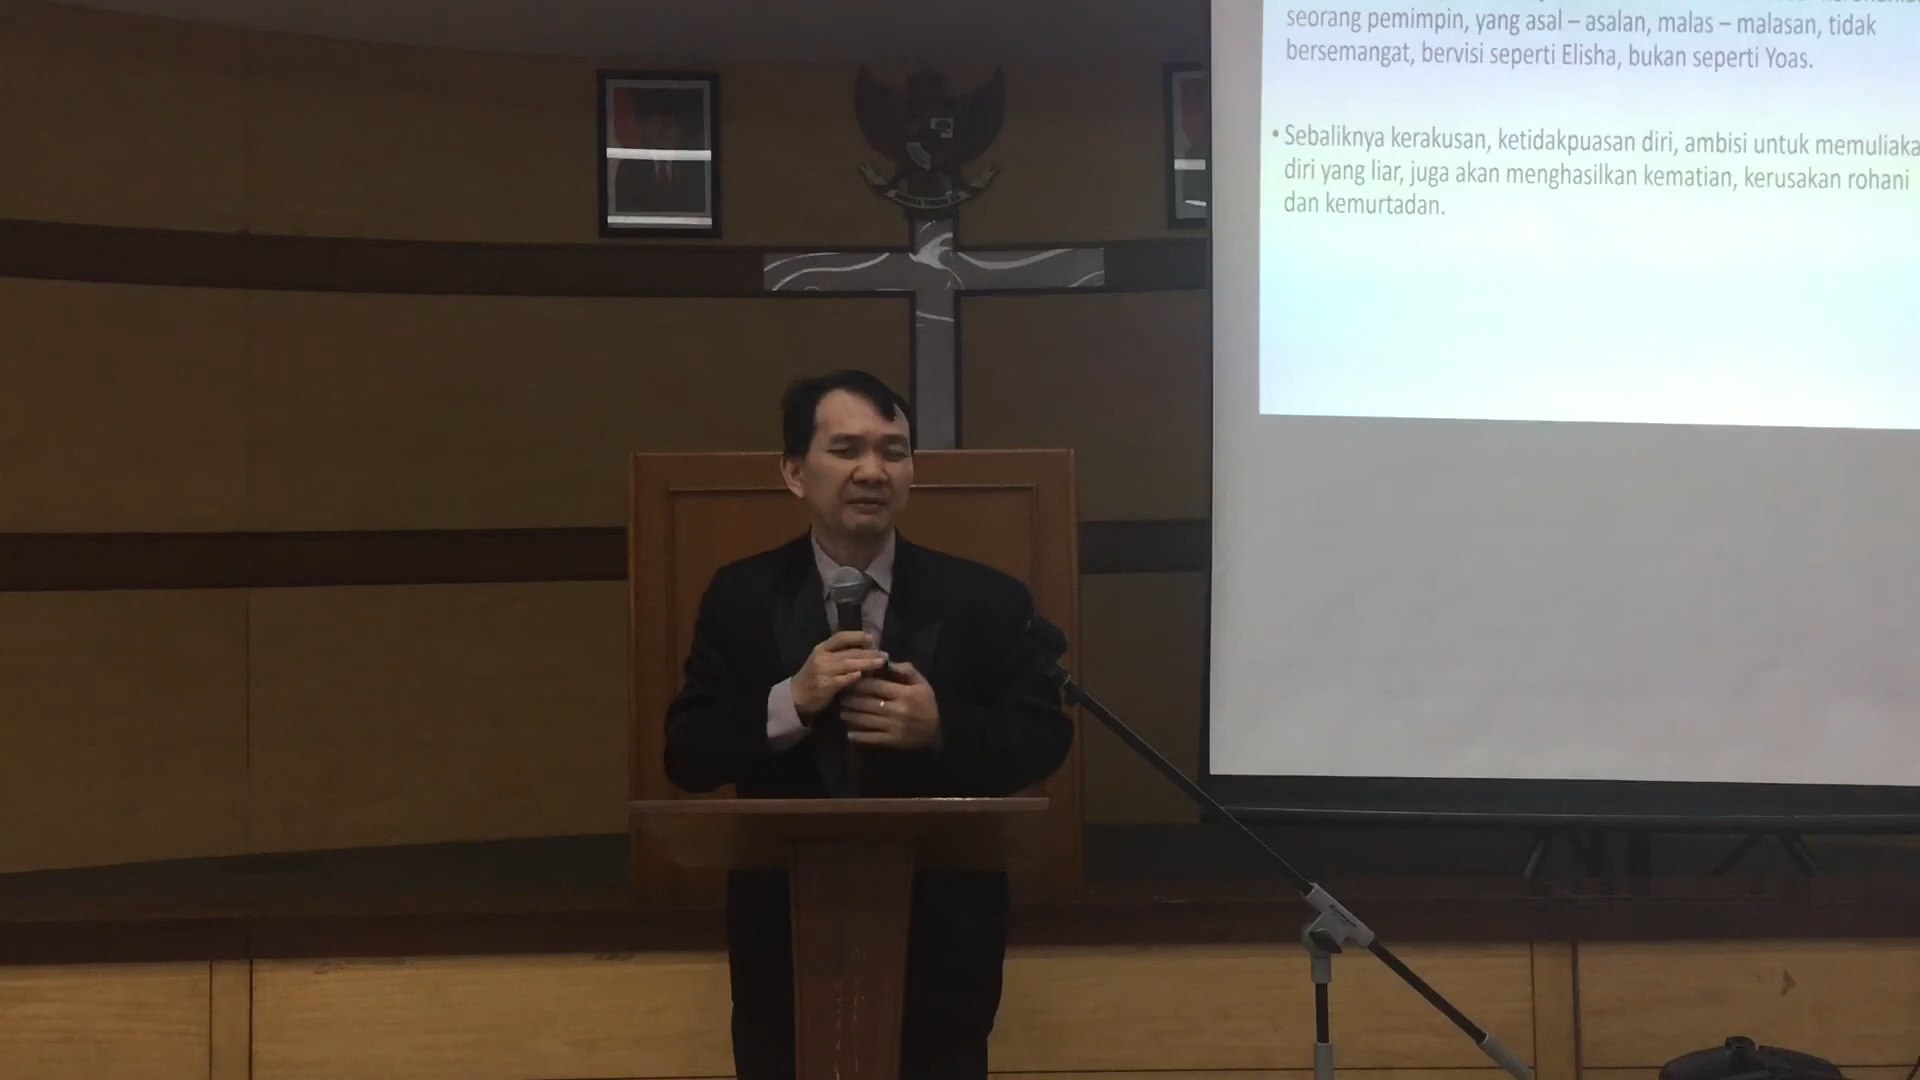 seorang pemimpin, yang asal – asalan, malas – malasan, tidak
bersemangat, bervisi seperti Elisha, bukan seperti Yoas.
• Sebaliknya kerakusan, ketidakpuasan diri, ambisi untuk memuliaka
diri yang liar, juga akan menghasilkan kematian, kerusakan rohani
dan kemurtadan.